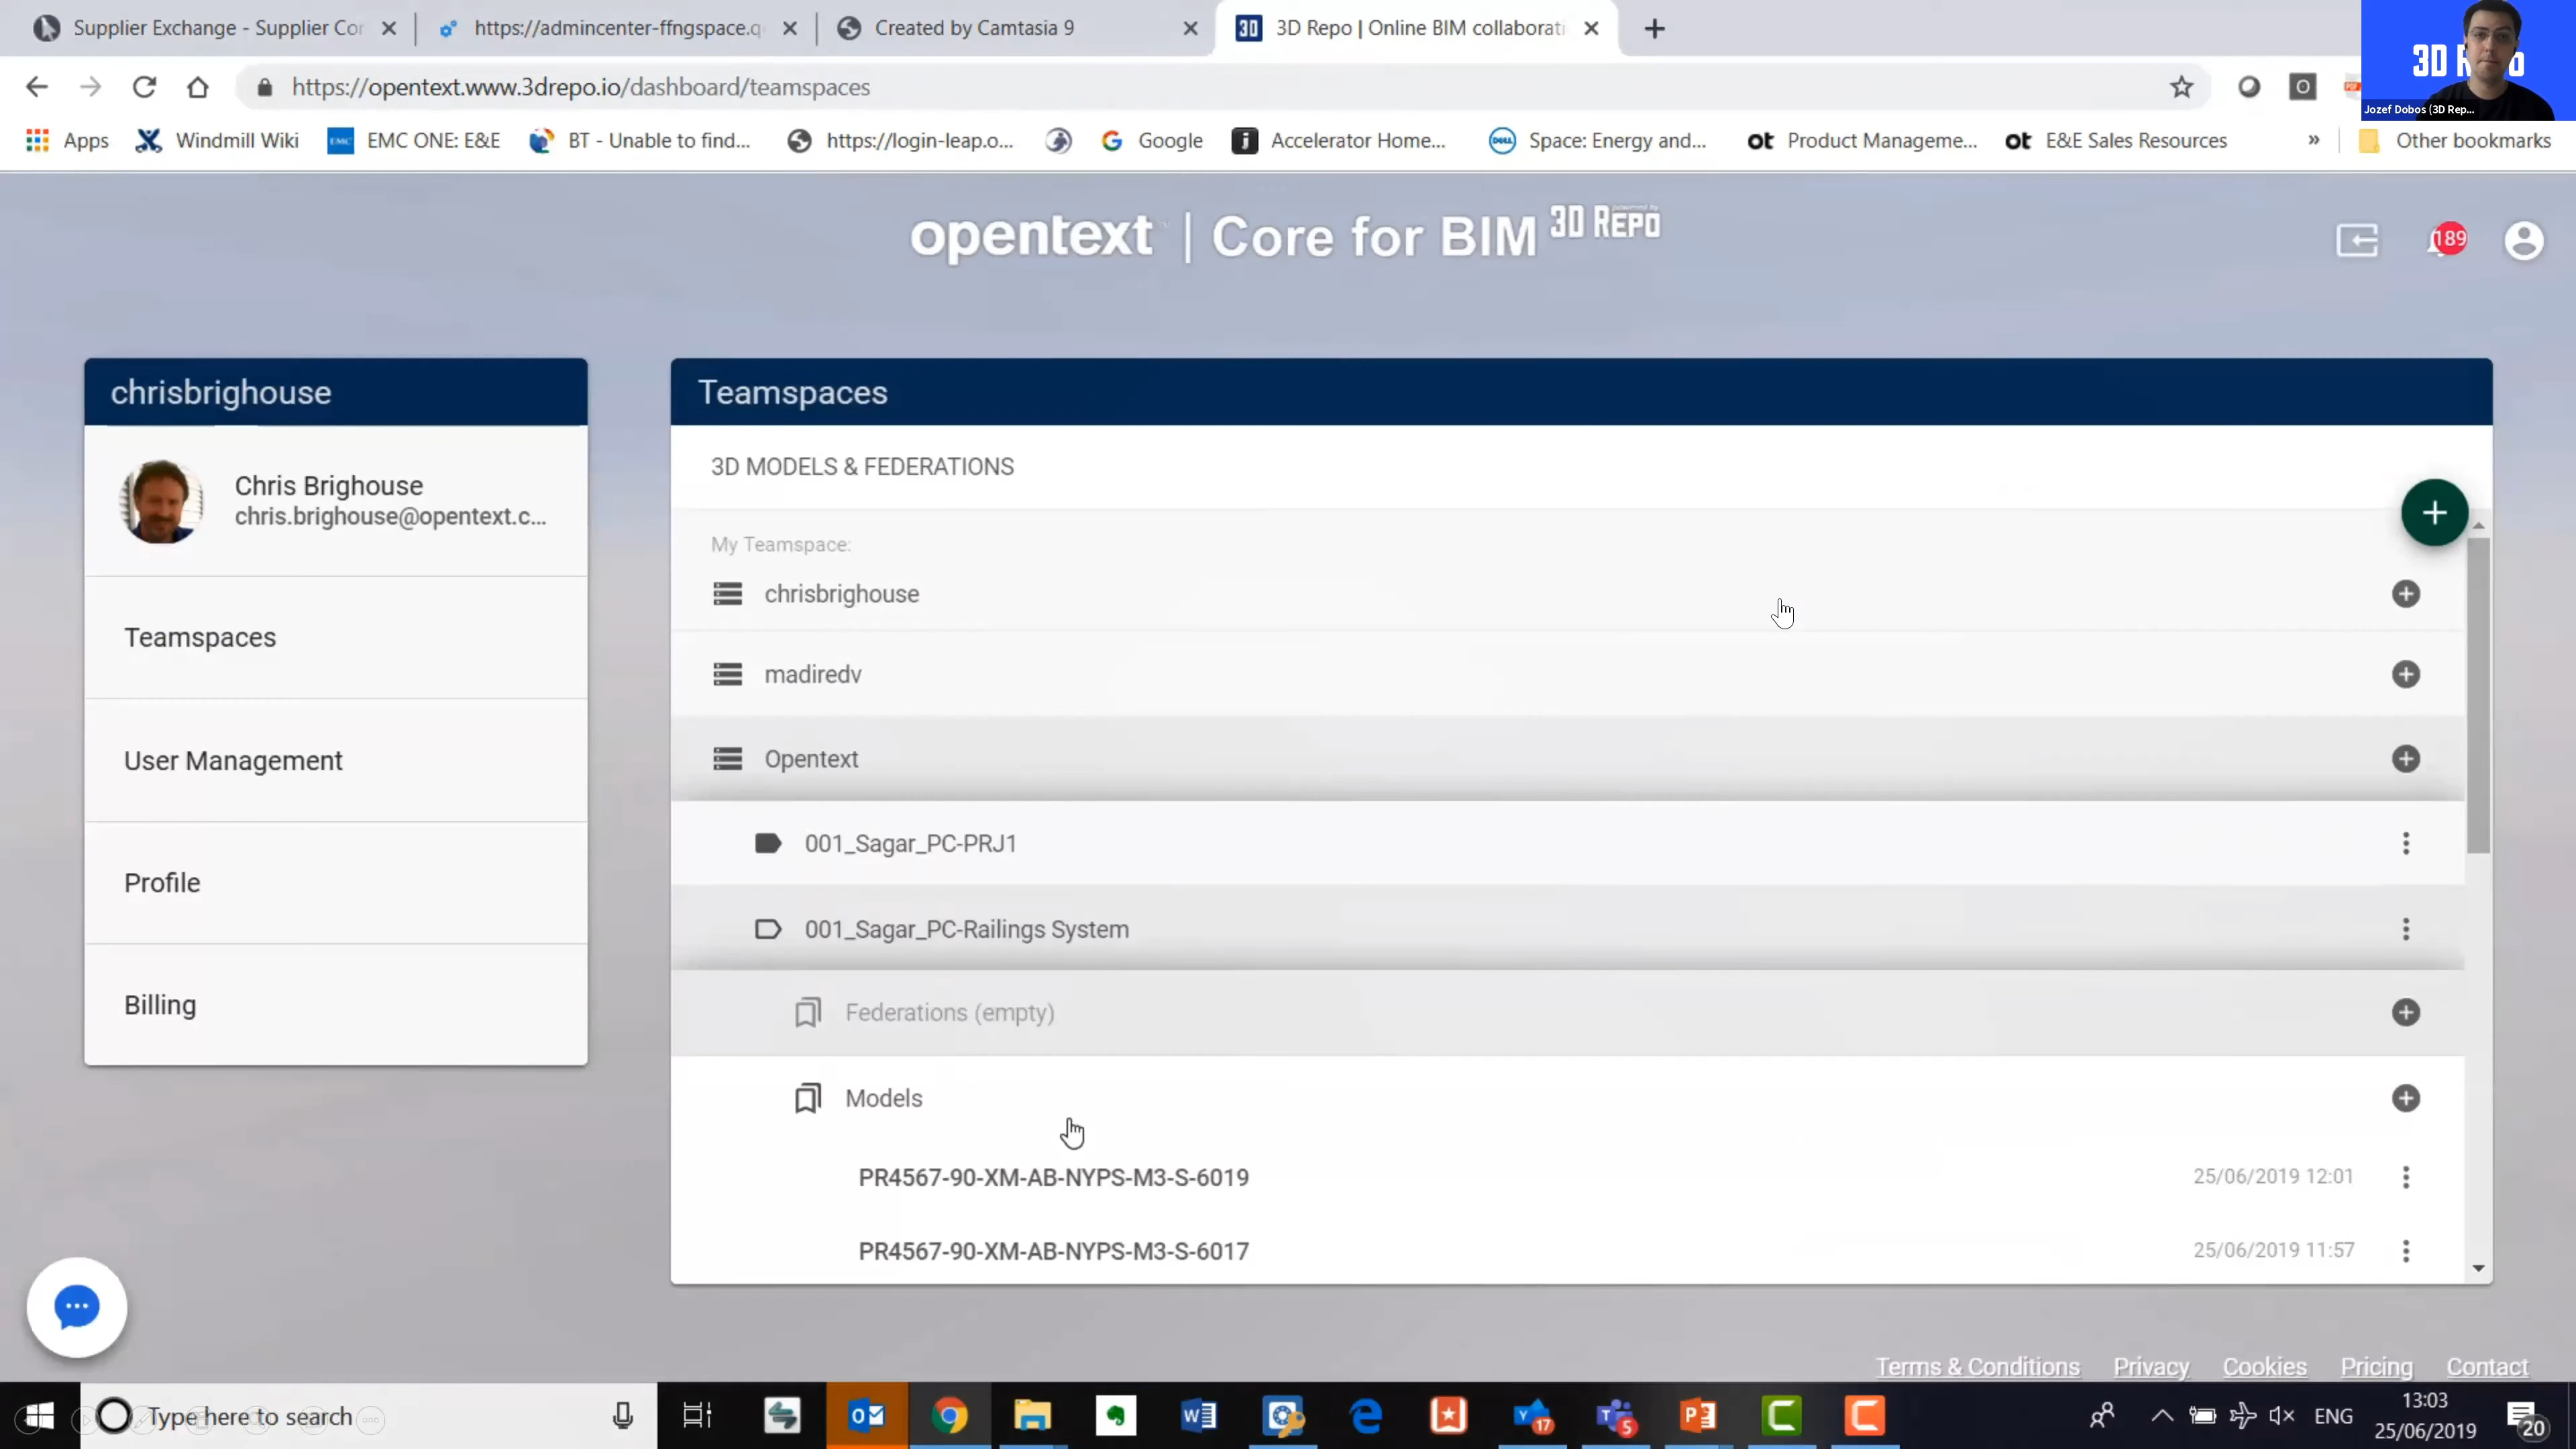 Supplier Exchange - Supplier Cor
https://admincenter-ffngspace.q
Created by Camtasia 9
3D
3D Repo | Online BIM collaborati
3D R
Jozef Dobos (3D Rep...
https://opentext.www.3drepo.io/dashboard/teamspaces
Apps
Windmill Wiki
EMC ONE: E&E
BT - Unable to find...
https://login-leap.o...
Google
Accelerator Home...
Space: Energy and...
ot Product Manageme...
ot E&E Sales Resources
»
Other bookmarks
opentext | Core for BIM 3D REPO
189
chrisbrighouse
Chris Brighouse
chris.brighouse@opentext.c...
Teamspaces
User Management
Profile
Billing
Teamspaces
3D MODELS & FEDERATIONS
My Teamspace:
chrisbrighouse
madiredv
Opentext
001_Sagar_PC-PRJ1
001_Sagar_PC-Railings System
Federations (empty)
Models
PR4567-90-XM-AB-NYPS-M3-S-6019
25/06/2019 12:01
PR4567-90-XM-AB-NYPS-M3-S-6017
25/06/2019 11:57
Terms & Conditions
Privacy
Cookies
Pricing
Contact
Type here to search
17
5
ENG
13:03
25/06/2019
20